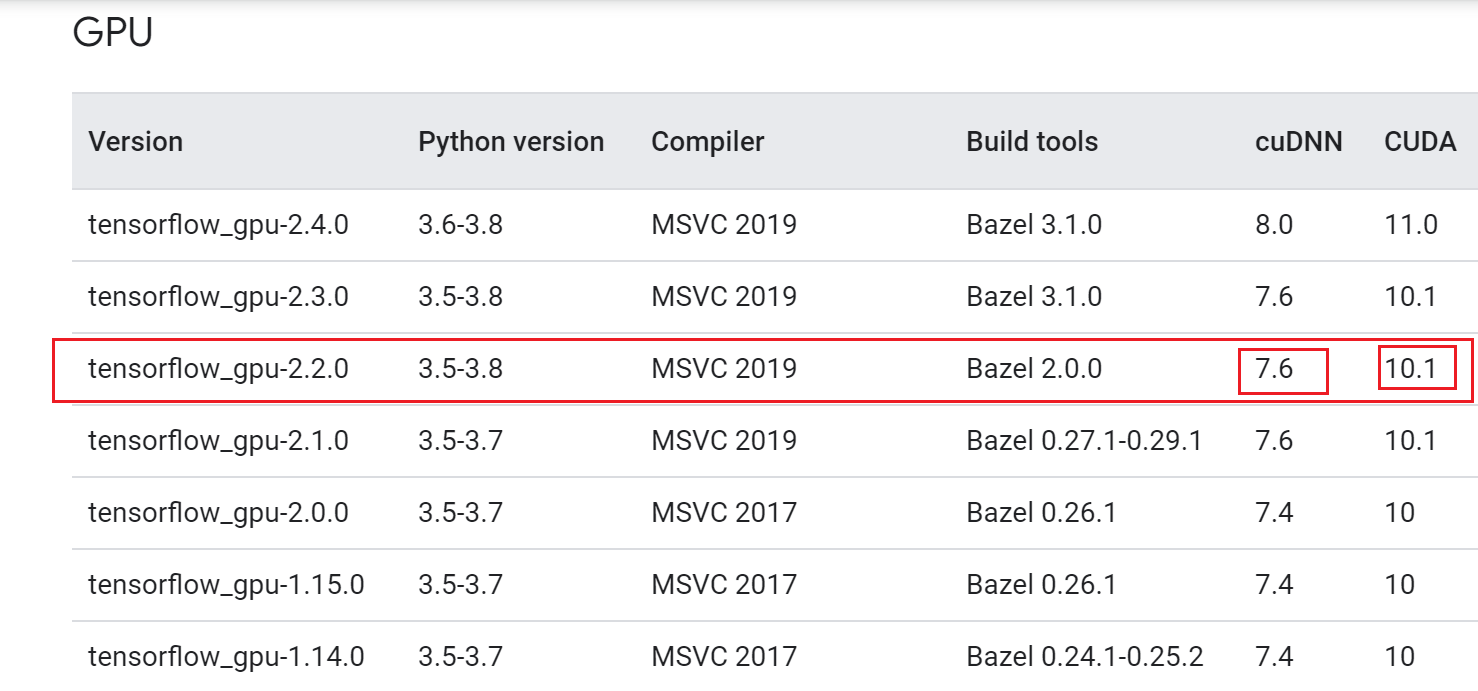 GPU
Version Python version Compiler Build tools cuDNN CUDA
tensorflow_gpu-2.4.0 3.6-3.8 MSVC 2019 Bazel 3.1.0 8.0 11.0
tensorflow_gpu-2.3.0 3.5-3.8 MSVC 2019 Bazel 3.1.0 7.6 10.1
tensorflow_gpu-2.2.0 3.5-3.8 MSVC 2019 Bazel 2.0.0 7.6 10.1
tensorflow_gpu-2.1.0 3.5-3.7 MSVC 2019 Bazel 0.27.1-0.29.1 7.6 10.1
tensorflow_gpu-2.0.0 3.5-3.7 MSVC 2017 Bazel 0.26.1 7.4 10
tensorflow_gpu-1.15.0 3.5-3.7 MSVC 2017 Bazel 0.26.1 7.4 10
tensorflow_gpu-1.14.0 3.5-3.7 MSVC 2017 Bazel 0.24.1-0.25.2 7.4 10